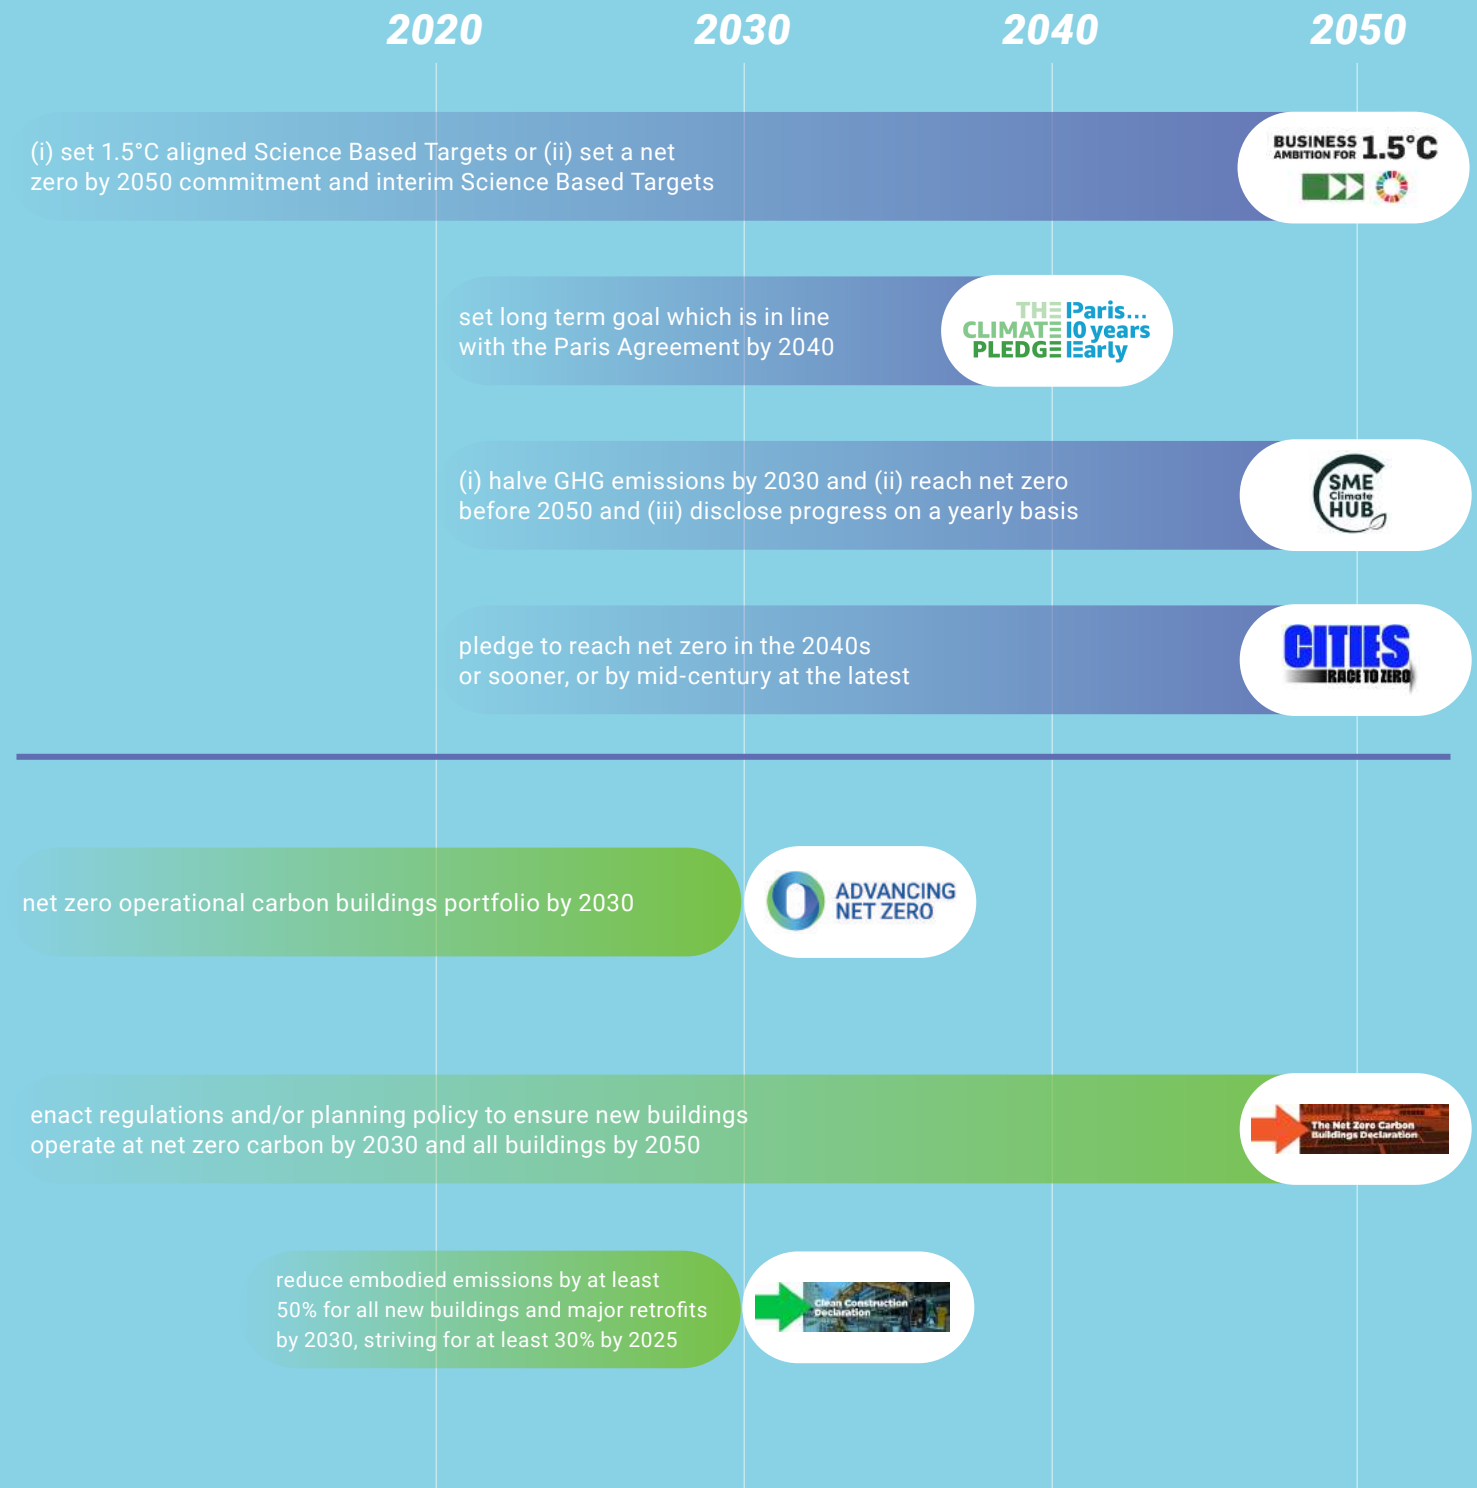 2020 2030 2040 2050
(i) set 1.5°C aligned Science Based Targets or (ii) set a net
zero by 2050 commitment and interim Science Based Targets
BUSINESS
AMBITION FOR 1.5°C
set long term goal which is in line
with the Paris Agreement by 2040
THE Paris...
CLIMATE 10 years
PLEDGE Early
(i) halve GHG emissions by 2030 and (ii) reach net zero
before 2050 and (iii) disclose progress on a yearly basis
SME
Climate
HUB
pledge to reach net zero in the 2040s
or sooner, or by mid-century at the latest
CITIES
RACE TO ZERO
net zero operational carbon buildings portfolio by 2030
ADVANCING
NET ZERO
enact regulations and/or planning policy to ensure new buildings
operate at net zero carbon by 2030 and all buildings by 2050
The Net Zero Carbon
Buildings Declaration
reduce embodied emissions by at least
50% for all new buildings and major retrofits
by 2030, striving for at least 30% by 2025
Clean Construction
Declaration